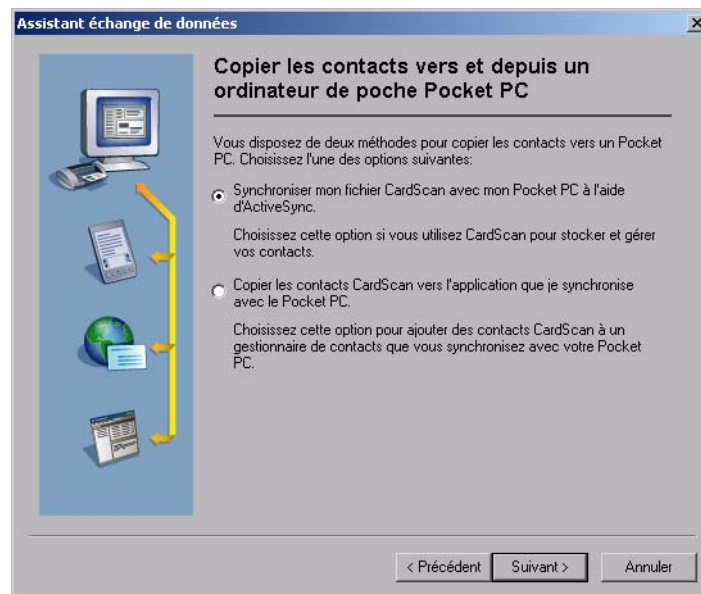 Assistant échange de données
Copier les contacts vers et depuis un
ordinateur de poche Pocket PC
Vous disposez de deux méthodes pour copier les contacts vers un Pocket
PC. Choisissez l'une des options suivantes:
Synchroniser mon fichier CardScan avec mon Pocket PC à l'aide
d'ActiveSync.
Choisissez cette option si vous utilisez CardScan pour stocker et gérer
vos contacts.
Copier les contacts CardScan vers l'application que je synchronise
avec le Pocket PC.
Choisissez cette option pour ajouter des contacts CardScan à un
gestionnaire de contacts que vous synchronisez avec votre Pocket
PC.
< Précédent
Suivant >
Annuler